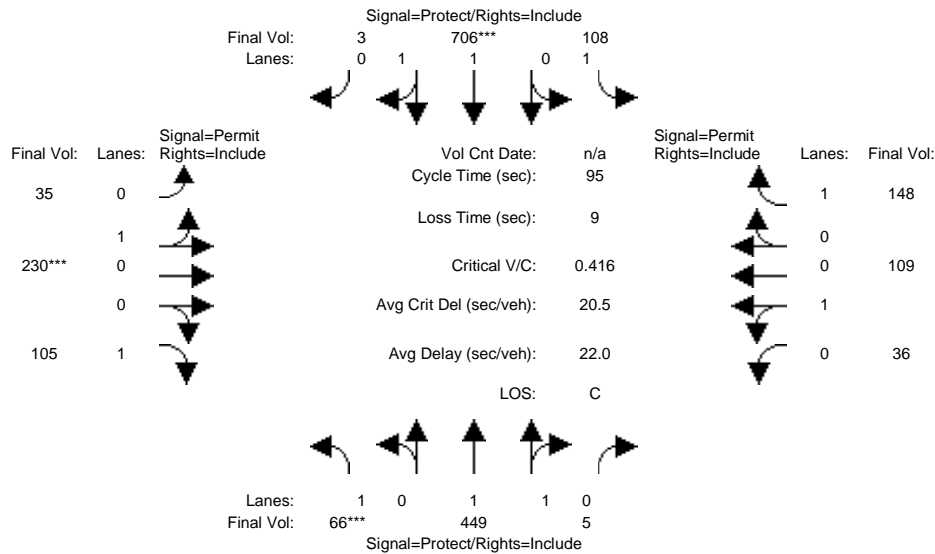 Signal=Protect/Rights=Include
Final Vol: 3 706*** 108
Lanes: 0 1 1 0 1
Signal=Permit
Final Vol: Lanes: Rights=Include
Vol Cnt Date: n/a
Signal=Permit
Rights=Include Lanes: Final Vol:
Cycle Time (sec): 95
35 0
1 148
Loss Time (sec): 9
1
0
230*** 0
Critical V/C: 0.416
0 109
0
Avg Crit Del (sec/veh): 20.5
1
105 1
Avg Delay (sec/veh): 22.0
0 36
LOS: C
Lanes: 1 0 1 1 0
Final Vol: 66*** 449 5
Signal=Protect/Rights=Include